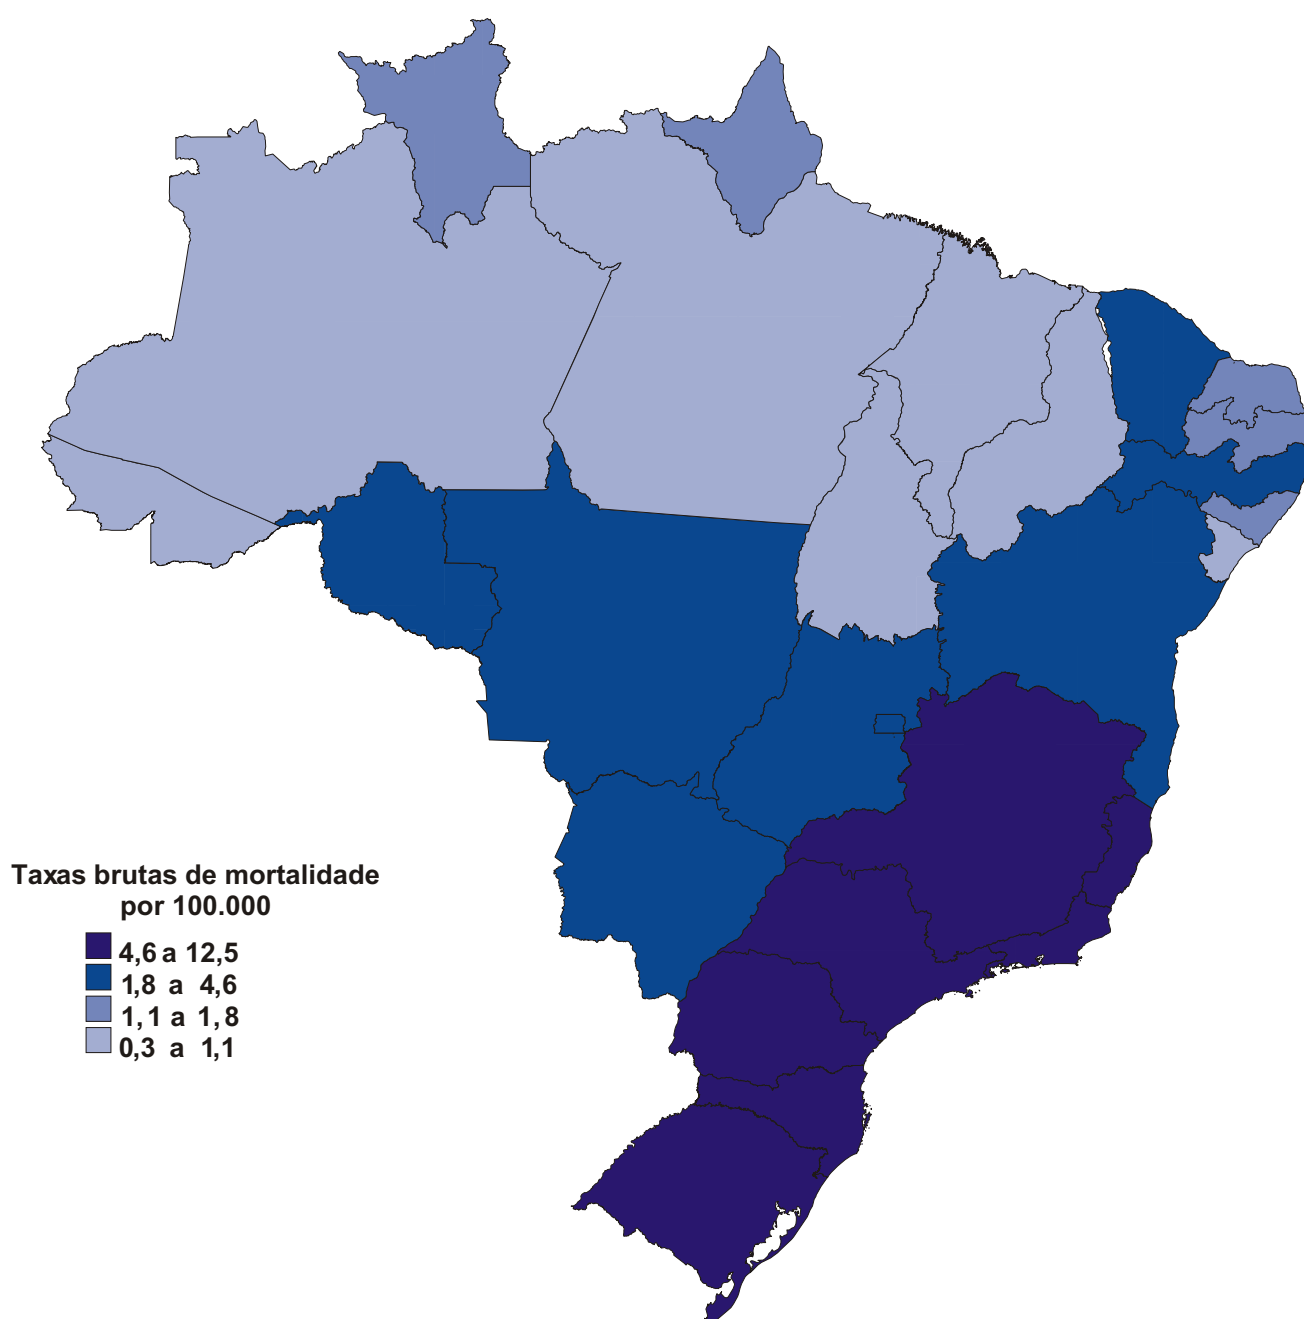 Taxas brutas de mortalidade
por 100.000
4,6 a 12,5
1,8 a 4,6
1,1 a 1,8
0,3 a 1,1